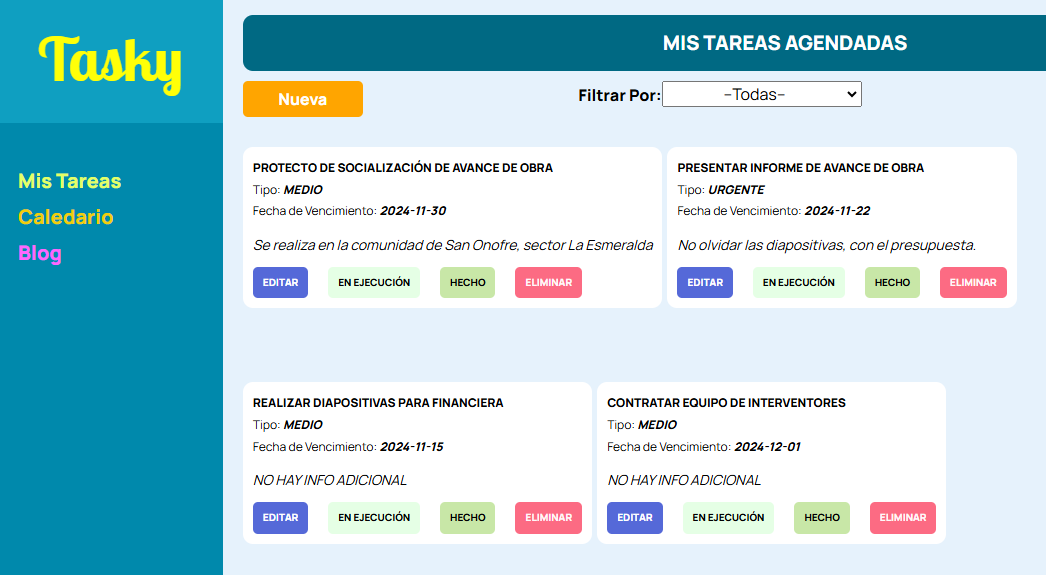 Tasky
Mis Tareas
Caledario
Blog
MIS TAREAS AGENDADAS
Nueva
Filtrar Por: --Todas--
PROTECTO DE SOCIALIZACIÓN DE AVANCE DE OBRA
Tipo: MEDIO
Fecha de Vencimiento: 2024-11-30
Se realiza en la comunidad de San Onofre, sector La Esmeralda
EDITAR EN EJECUCIÓN HECHO ELIMINAR
PRESENTAR INFORME DE AVANCE DE OBRA
Tipo: URGENTE
Fecha de Vencimiento: 2024-11-22
No olvidar las diapositivas, con el presupuesta.
EDITAR EN EJECUCIÓN HECHO ELIMINAR
REALIZAR DIAPOSITIVAS PARA FINANCIERA
Tipo: MEDIO
Fecha de Vencimiento: 2024-11-15
NO HAY INFO ADICIONAL
EDITAR EN EJECUCIÓN HECHO ELIMINAR
CONTRATAR EQUIPO DE INTERVENTORES
Tipo: MEDIO
Fecha de Vencimiento: 2024-12-01
NO HAY INFO ADICIONAL
EDITAR EN EJECUCIÓN HECHO ELIMINAR